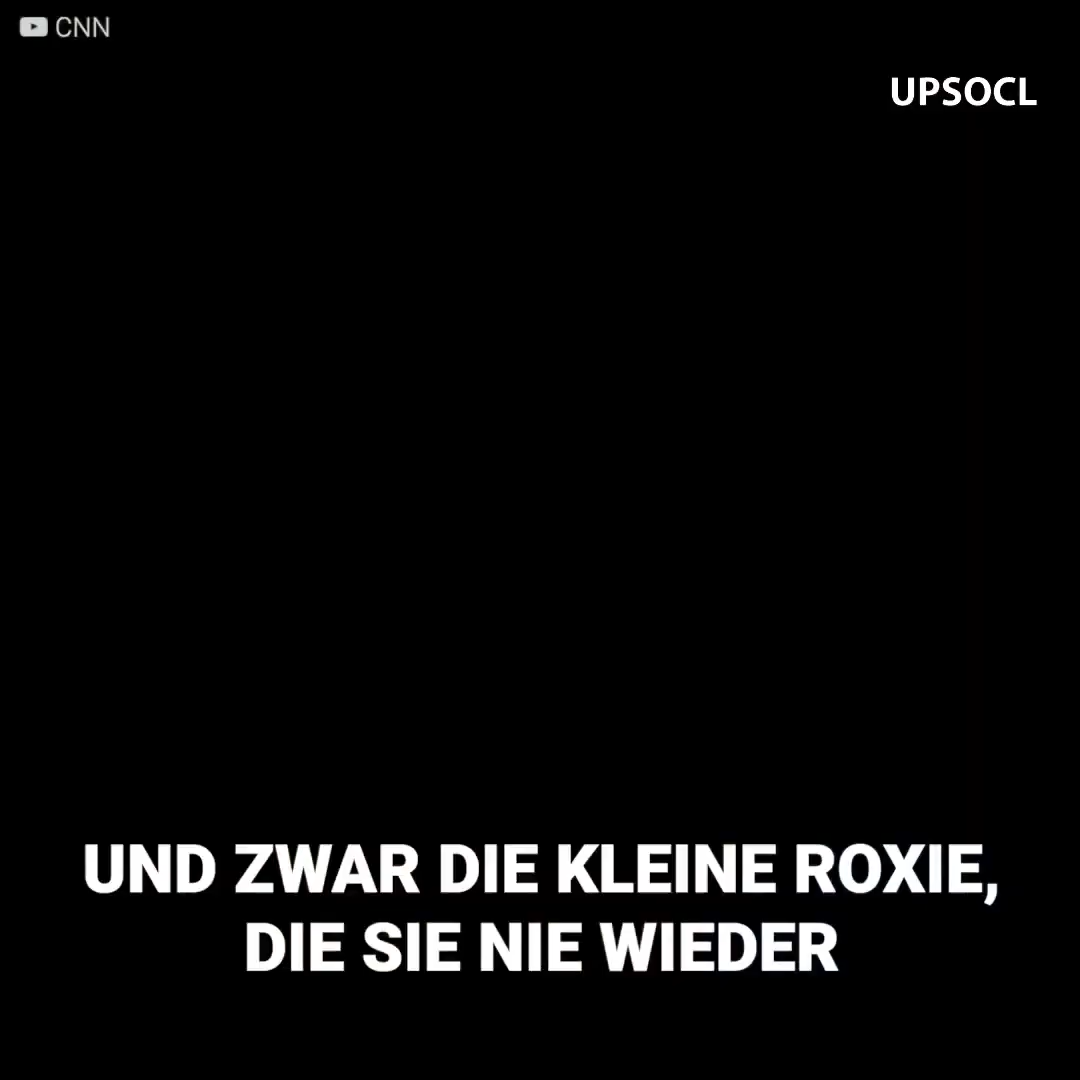 CNN
UPSOCL
UND ZWAR DIE KLEINE ROXIE,
DIE SIE NIE WIEDER